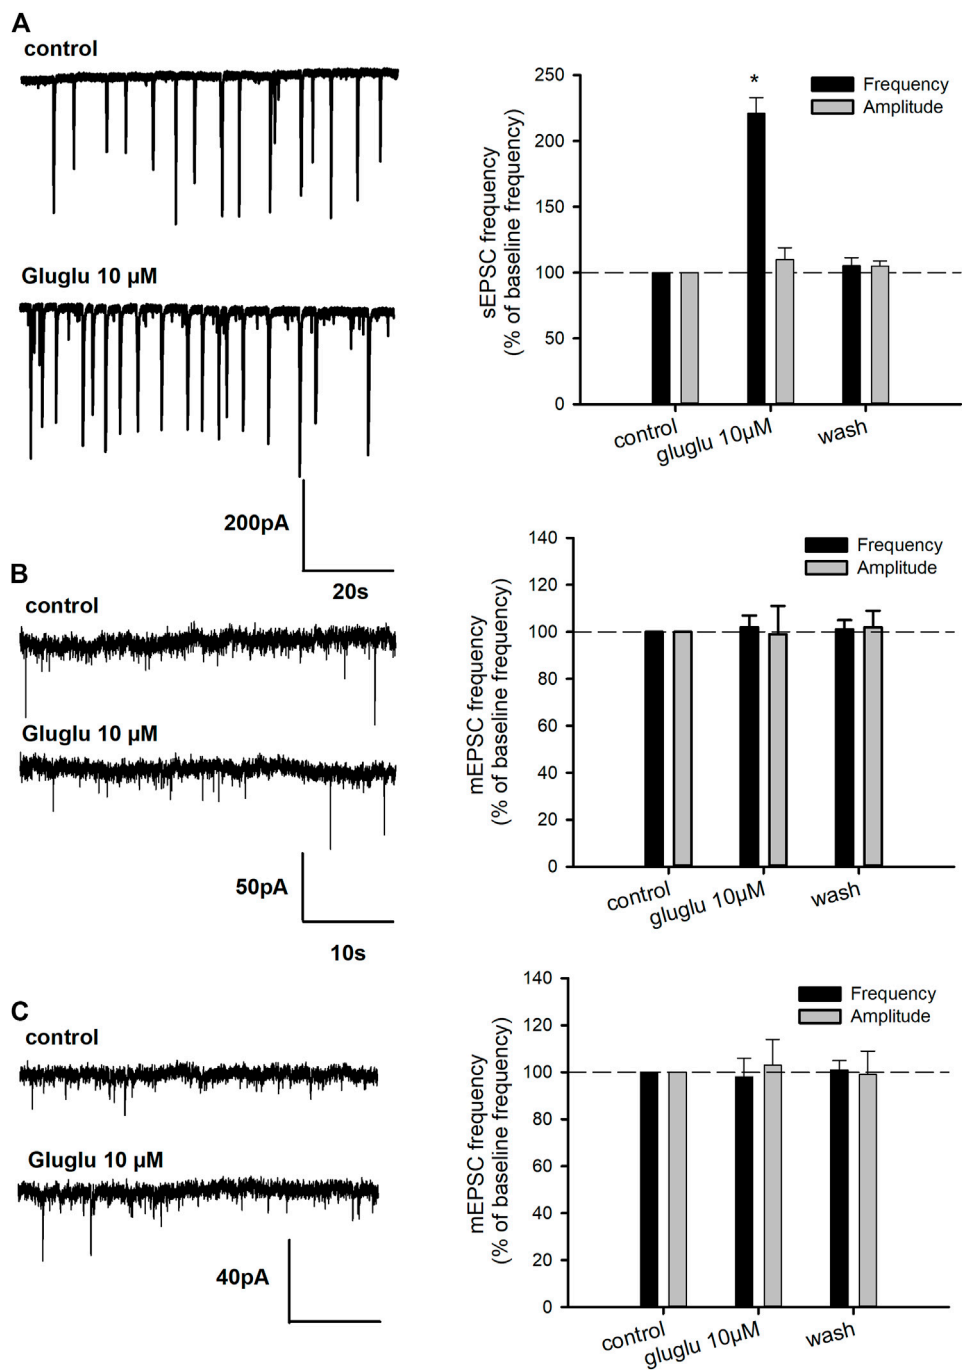 A
control
Gluglu 10 µM
200pA
20s
sEPSC frequency
(% of baseline frequency)
250
200
150
100
50
0
*
Frequency
Amplitude
control
gluglu 10µM
wash
B
control
Gluglu 10 µM
50pA
10s
mEPSC frequency
(% of baseline frequency)
140
120
100
80
60
40
20
0
Frequency
Amplitude
control
gluglu 10µM
wash
C
control
Gluglu 10 µM
40pA
mEPSC frequency
(% of baseline frequency)
140
120
100
80
60
40
20
0
Frequency
Amplitude
control
gluglu 10µM
wash